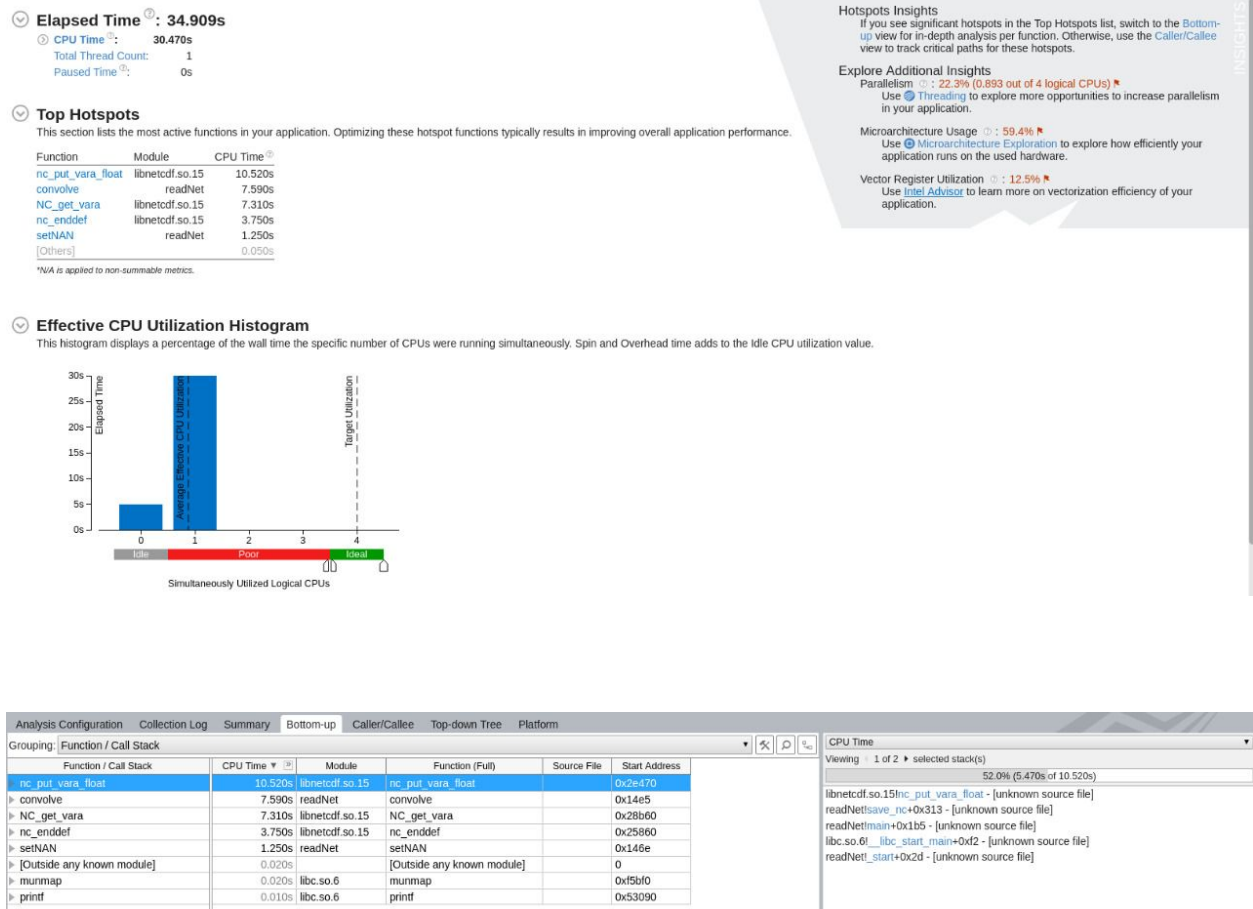 Elapsed Time: 34.909s
CPU Time: 30.470s
Total Thread Count: 1
Paused Time: 0s
Top Hotspots
This section lists the most active functions in your application. Optimizing these hotspot functions typically results in improving overall application performance.
Function Module CPU Time
nc_put_vara_float libnetcdf.so.15 10.520s
convolve readNet 7.590s
NC_get_vara libnetcdf.so.15 7.310s
nc_enddef libnetcdf.so.15 3.750s
setNAN readNet 1.250s
[Others] 0.050s
*N/A is applied to non-summable metrics.
Hotspots Insights
If you see significant hotspots in the Top Hotspots list, switch to the Bottom-
up view for in-depth analysis per function. Otherwise, use the Caller/Callee
view to track critical paths for these hotspots.
Explore Additional Insights
Parallelism : 22.3% (0.893 out of 4 logical CPUs)
Use Threading to explore more opportunities to increase parallelism
in your application.
Microarchitecture Usage : 59.4%
Use Microarchitecture Exploration to explore how efficiently your
application runs on the used hardware.
Vector Register Utilization : 12.5%
Use Intel Advisor to learn more on vectorization efficiency of your
application.
INSIGHTS
Effective CPU Utilization Histogram
This histogram displays a percentage of the wall time the specific number of CPUs were running simultaneously. Spin and Overhead time adds to the Idle CPU utilization value.
30s
25s
20s
15s
10s
5s
0s
Elapsed Time
Average Effective CPU Utilization
Target Utilization
0 1 2 3 4
Idle Poor Ideal
Simultaneously Utilized Logical CPUs
Analysis Configuration Collection Log Summary Bottom-up Caller/Callee Top-down Tree Platform
Grouping: Function / Call Stack
Function / Call Stack CPU Time Module Function (Full) Source File Start Address
nc_put_vara_float 10.520s libnetcdf.so.15 nc_put_vara_float 0x2e470
convolve 7.590s readNet convolve 0x14e5
NC_get_vara 7.310s libnetcdf.so.15 NC_get_vara 0x28b60
nc_enddef 3.750s libnetcdf.so.15 nc_enddef 0x25860
setNAN 1.250s readNet setNAN 0x146e
[Outside any known module] 0.020s [Outside any known module] 0
munmap 0.020s libc.so.6 munmap 0xf5bf0
printf 0.010s libc.so.6 printf 0x53090
CPU Time
Viewing 1 of 2 selected stack(s)
52.0% (5.470s of 10.520s)
libnetcdf.so.15!nc_put_vara_float - [unknown source file]
readNet!save_nc+0x313 - [unknown source file]
readNet!main+0x1b5 - [unknown source file]
libc.so.6!__libc_start_main+0xf2 - [unknown source file]
readNet!_start+0x2d - [unknown source file]